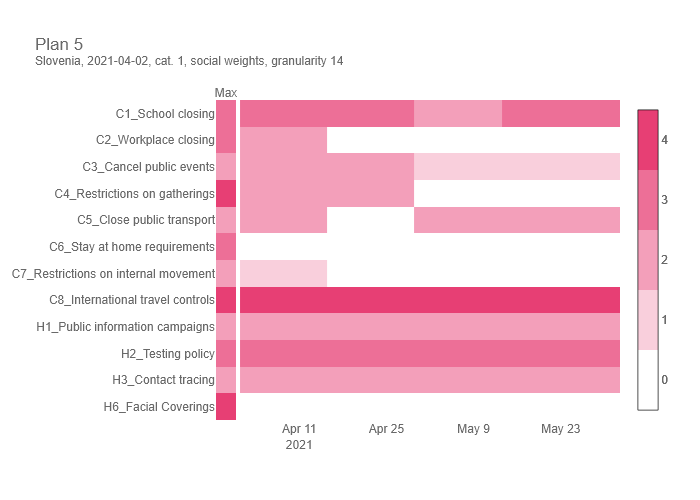 Plan 5
Slovenia, 2021-04-02, cat. 1, social weights, granularity 14
Max
C1_School closing
C2_Workplace closing
C3_Cancel public events
C4_Restrictions on gatherings
C5_Close public transport
C6_Stay at home requirements
C7_Restrictions on internal movement
C8_International travel controls
H1_Public information campaigns
H2_Testing policy
H3_Contact tracing
H6_Facial Coverings
Apr 11
2021
Apr 25
May 9
May 23
4
3
2
1
0